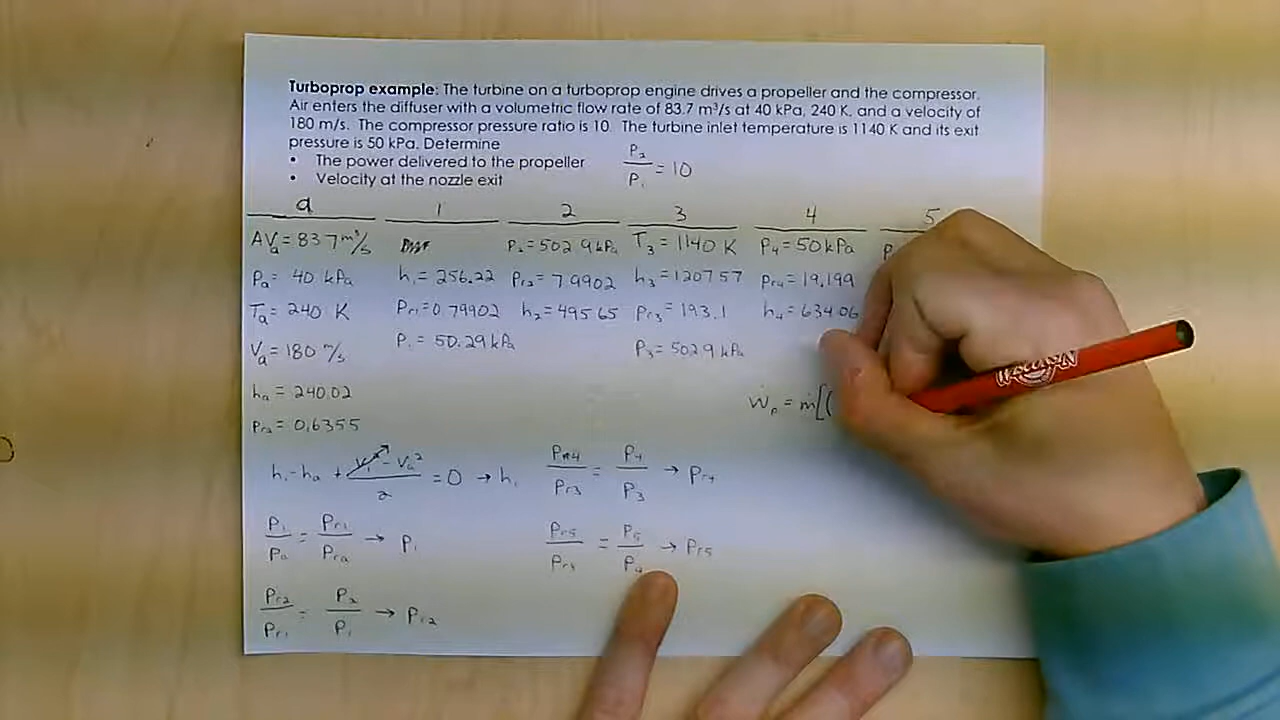 Turboprop example: The turbine on a turboprop engine drives a propeller and the compressor.
Air enters the diffuser with a volumetric flow rate of 83.7 m³/s at 40 kPa, 240 K, and a velocity of
180 m/s. The compressor pressure ratio is 10. The turbine inlet temperature is 1140 K and its exit
pressure is 50 kPa. Determine
• The power delivered to the propeller
• Velocity at the nozzle exit
P₂/P₁ = 10
a 1 2 3 4 5
AVₐ = 83.7 m³/s P₂ = 502.9 kPa T₃ = 1140 K P₄ = 50 kPa P
Pₐ = 40 kPa h₁ = 256.22 Pr₂ = 7.9902 h₃ = 1207.57 Pr₄ = 19.199
Tₐ = 240 K Pr₁ = 0.79902 h₂ = 495.65 Pr₃ = 193.1 h₄ = 634.06
Vₐ = 180 m/s P₁ = 50.29 kPa P₃ = 502.9 kPa
hₐ = 240.02 Ẇₚ = ṁ[(
Prₐ = 0.6355
h₁ - hₐ + (V₁² - Vₐ²)/2 = 0 → h₁ Pr₄/Pr₃ = P₄/P₃ → Pr₄
P₁/Pₐ = Pr₁/Prₐ → P₁ Pr₅/Pr₄ = P₅/P₄ → Pr₅
Pr₂/Pr₁ = P₂/P₁ → Pr₂
WISCONSIN